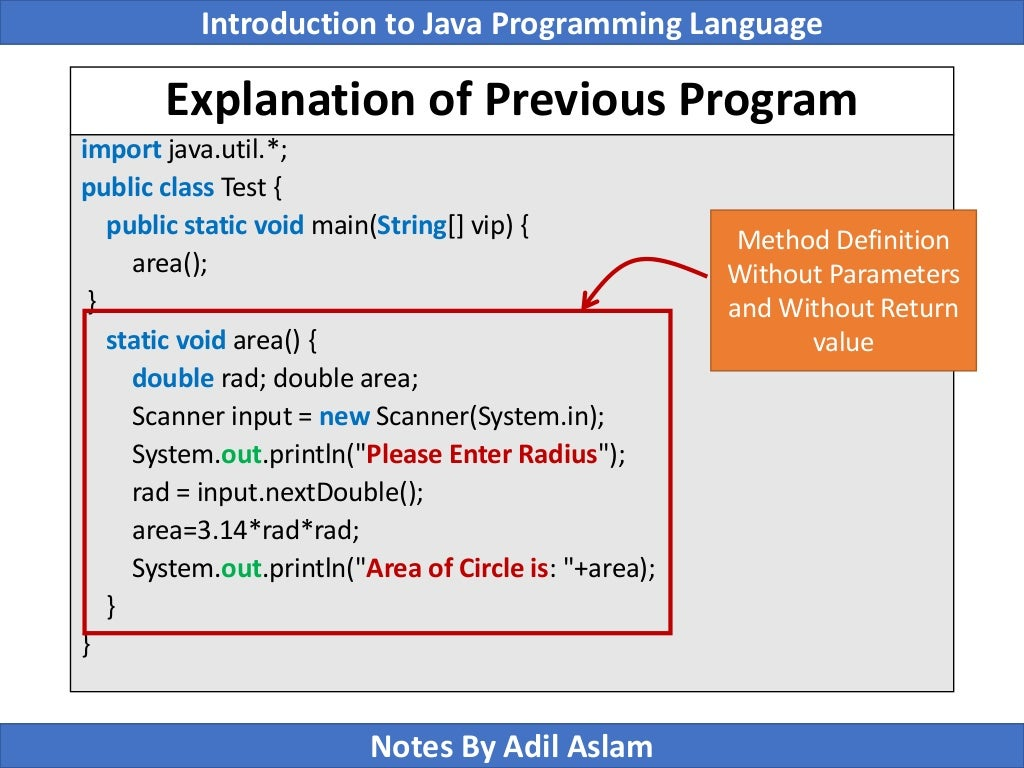 Introduction to Java Programming Language
Explanation of Previous Program
import java.util.*;
public class Test {
public static void main(String[] vip) {
area();
}
static void area() {
double rad; double area;
Scanner input = new Scanner(System.in);
System.out.println("Please Enter Radius");
rad = input.nextDouble();
area=3.14*rad*rad;
System.out.println("Area of Circle is: "+area);
}
}
Method Definition
Without Parameters
and Without Return
value
Notes By Adil Aslam